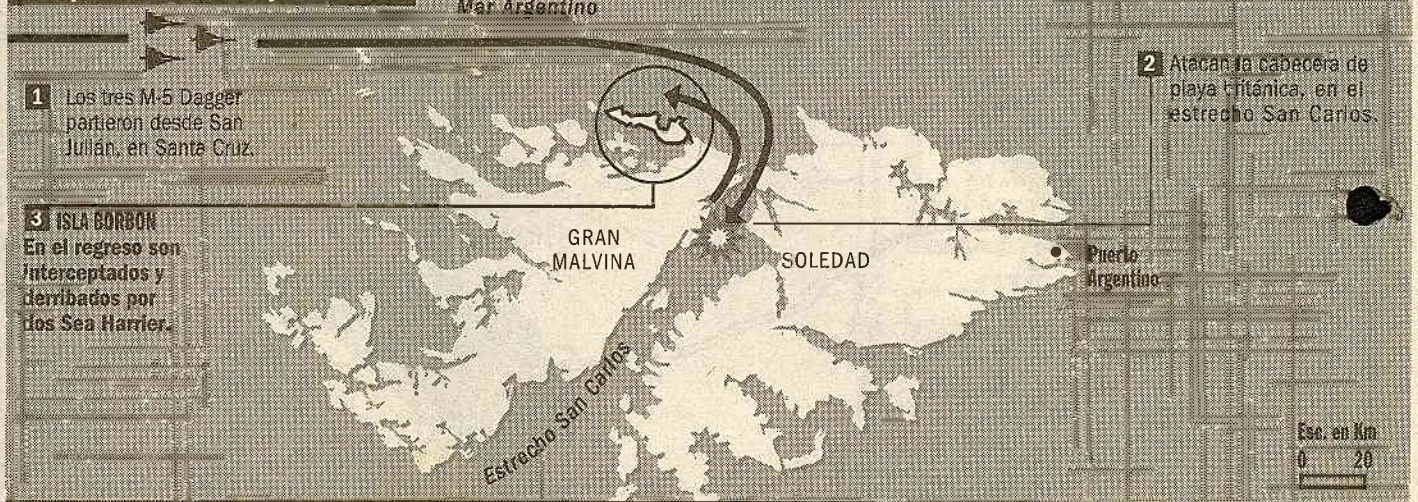 Mar Argentino
1 Los tres M-5 Dagger
partieron desde San
Julián, en Santa Cruz.
2 Atacan la cabecera de
playa británica, en el
estrecho San Carlos.
3 ISLA BORBON
En el regreso son
interceptados y
derribados por
dos Sea Harrier.
GRAN
MALVINA
SOLEDAD
Puerto
Argentino
Estrecho San Carlos
Esc. en Km
0 20